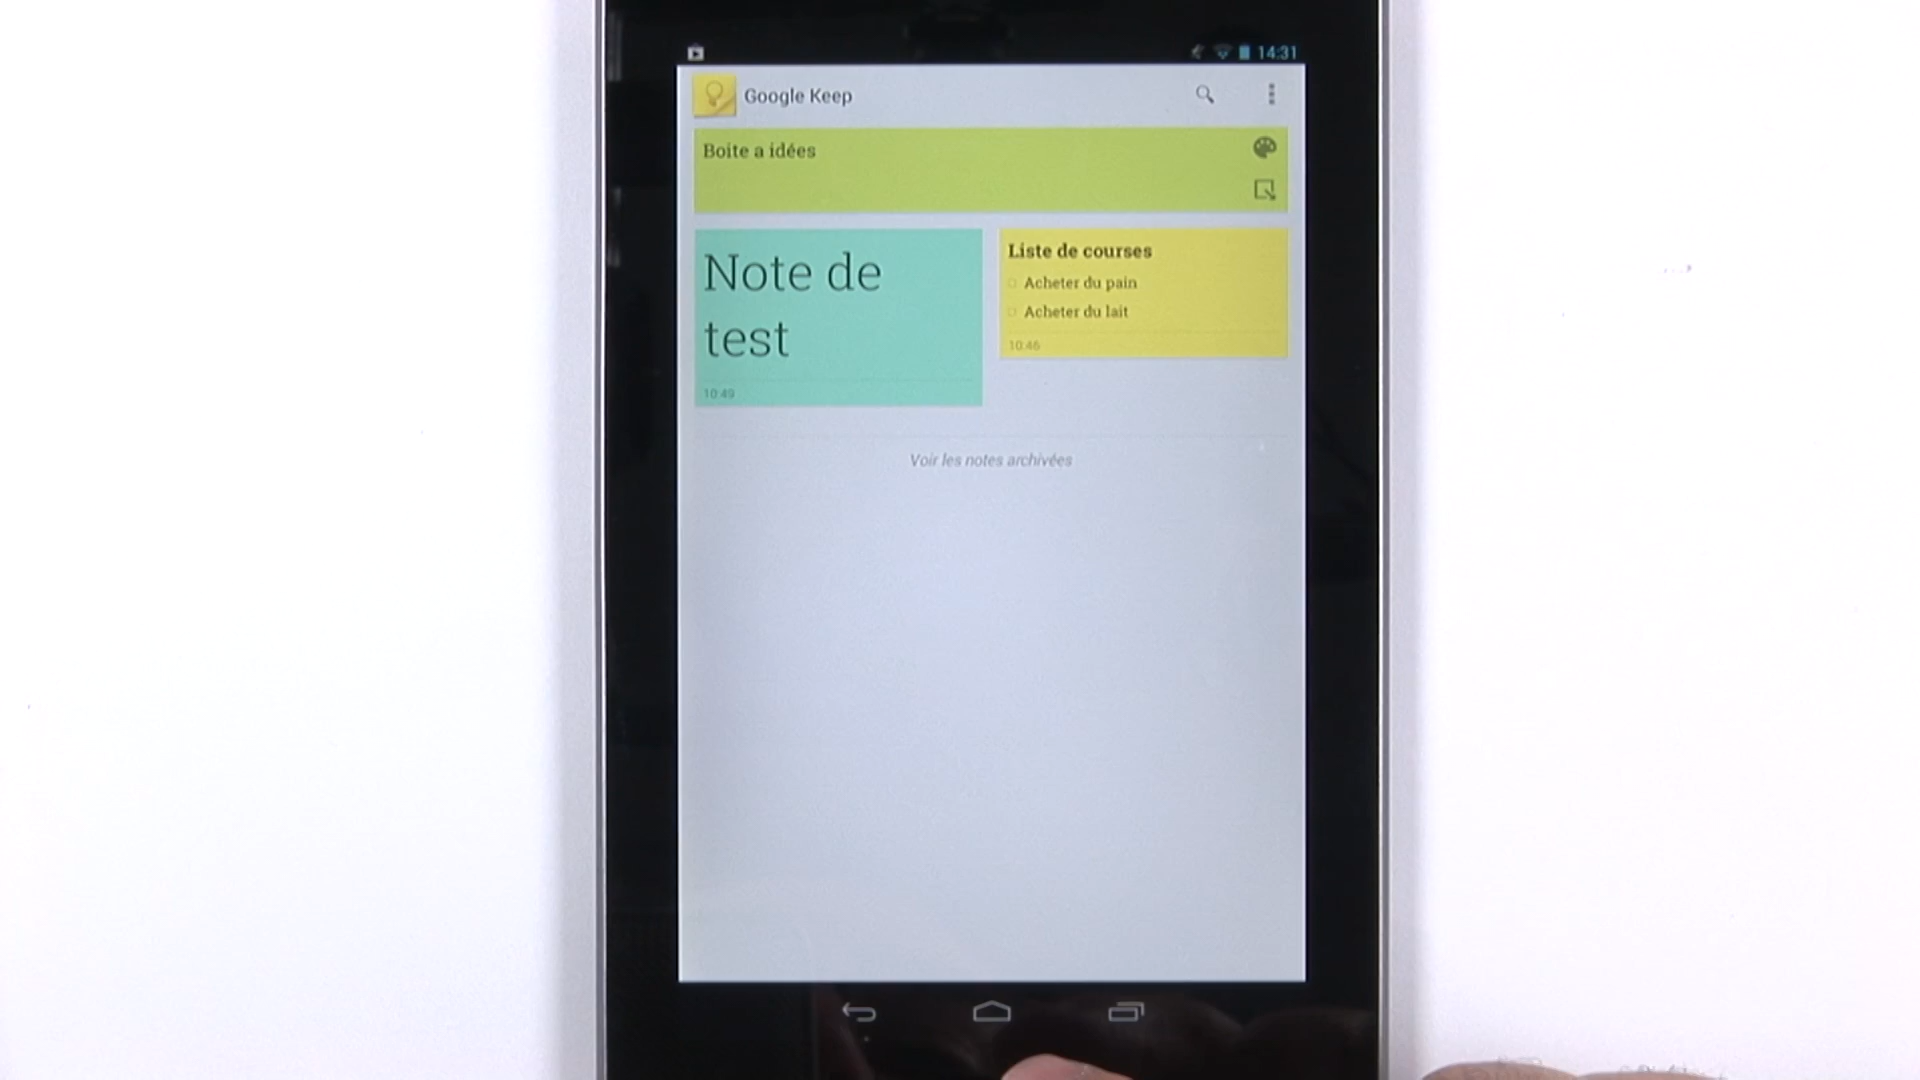 14:31
Google Keep
Boite a idées
Note de
test
10:49
Liste de courses
Acheter du pain
Acheter du lait
10:46
Voir les notes archivées